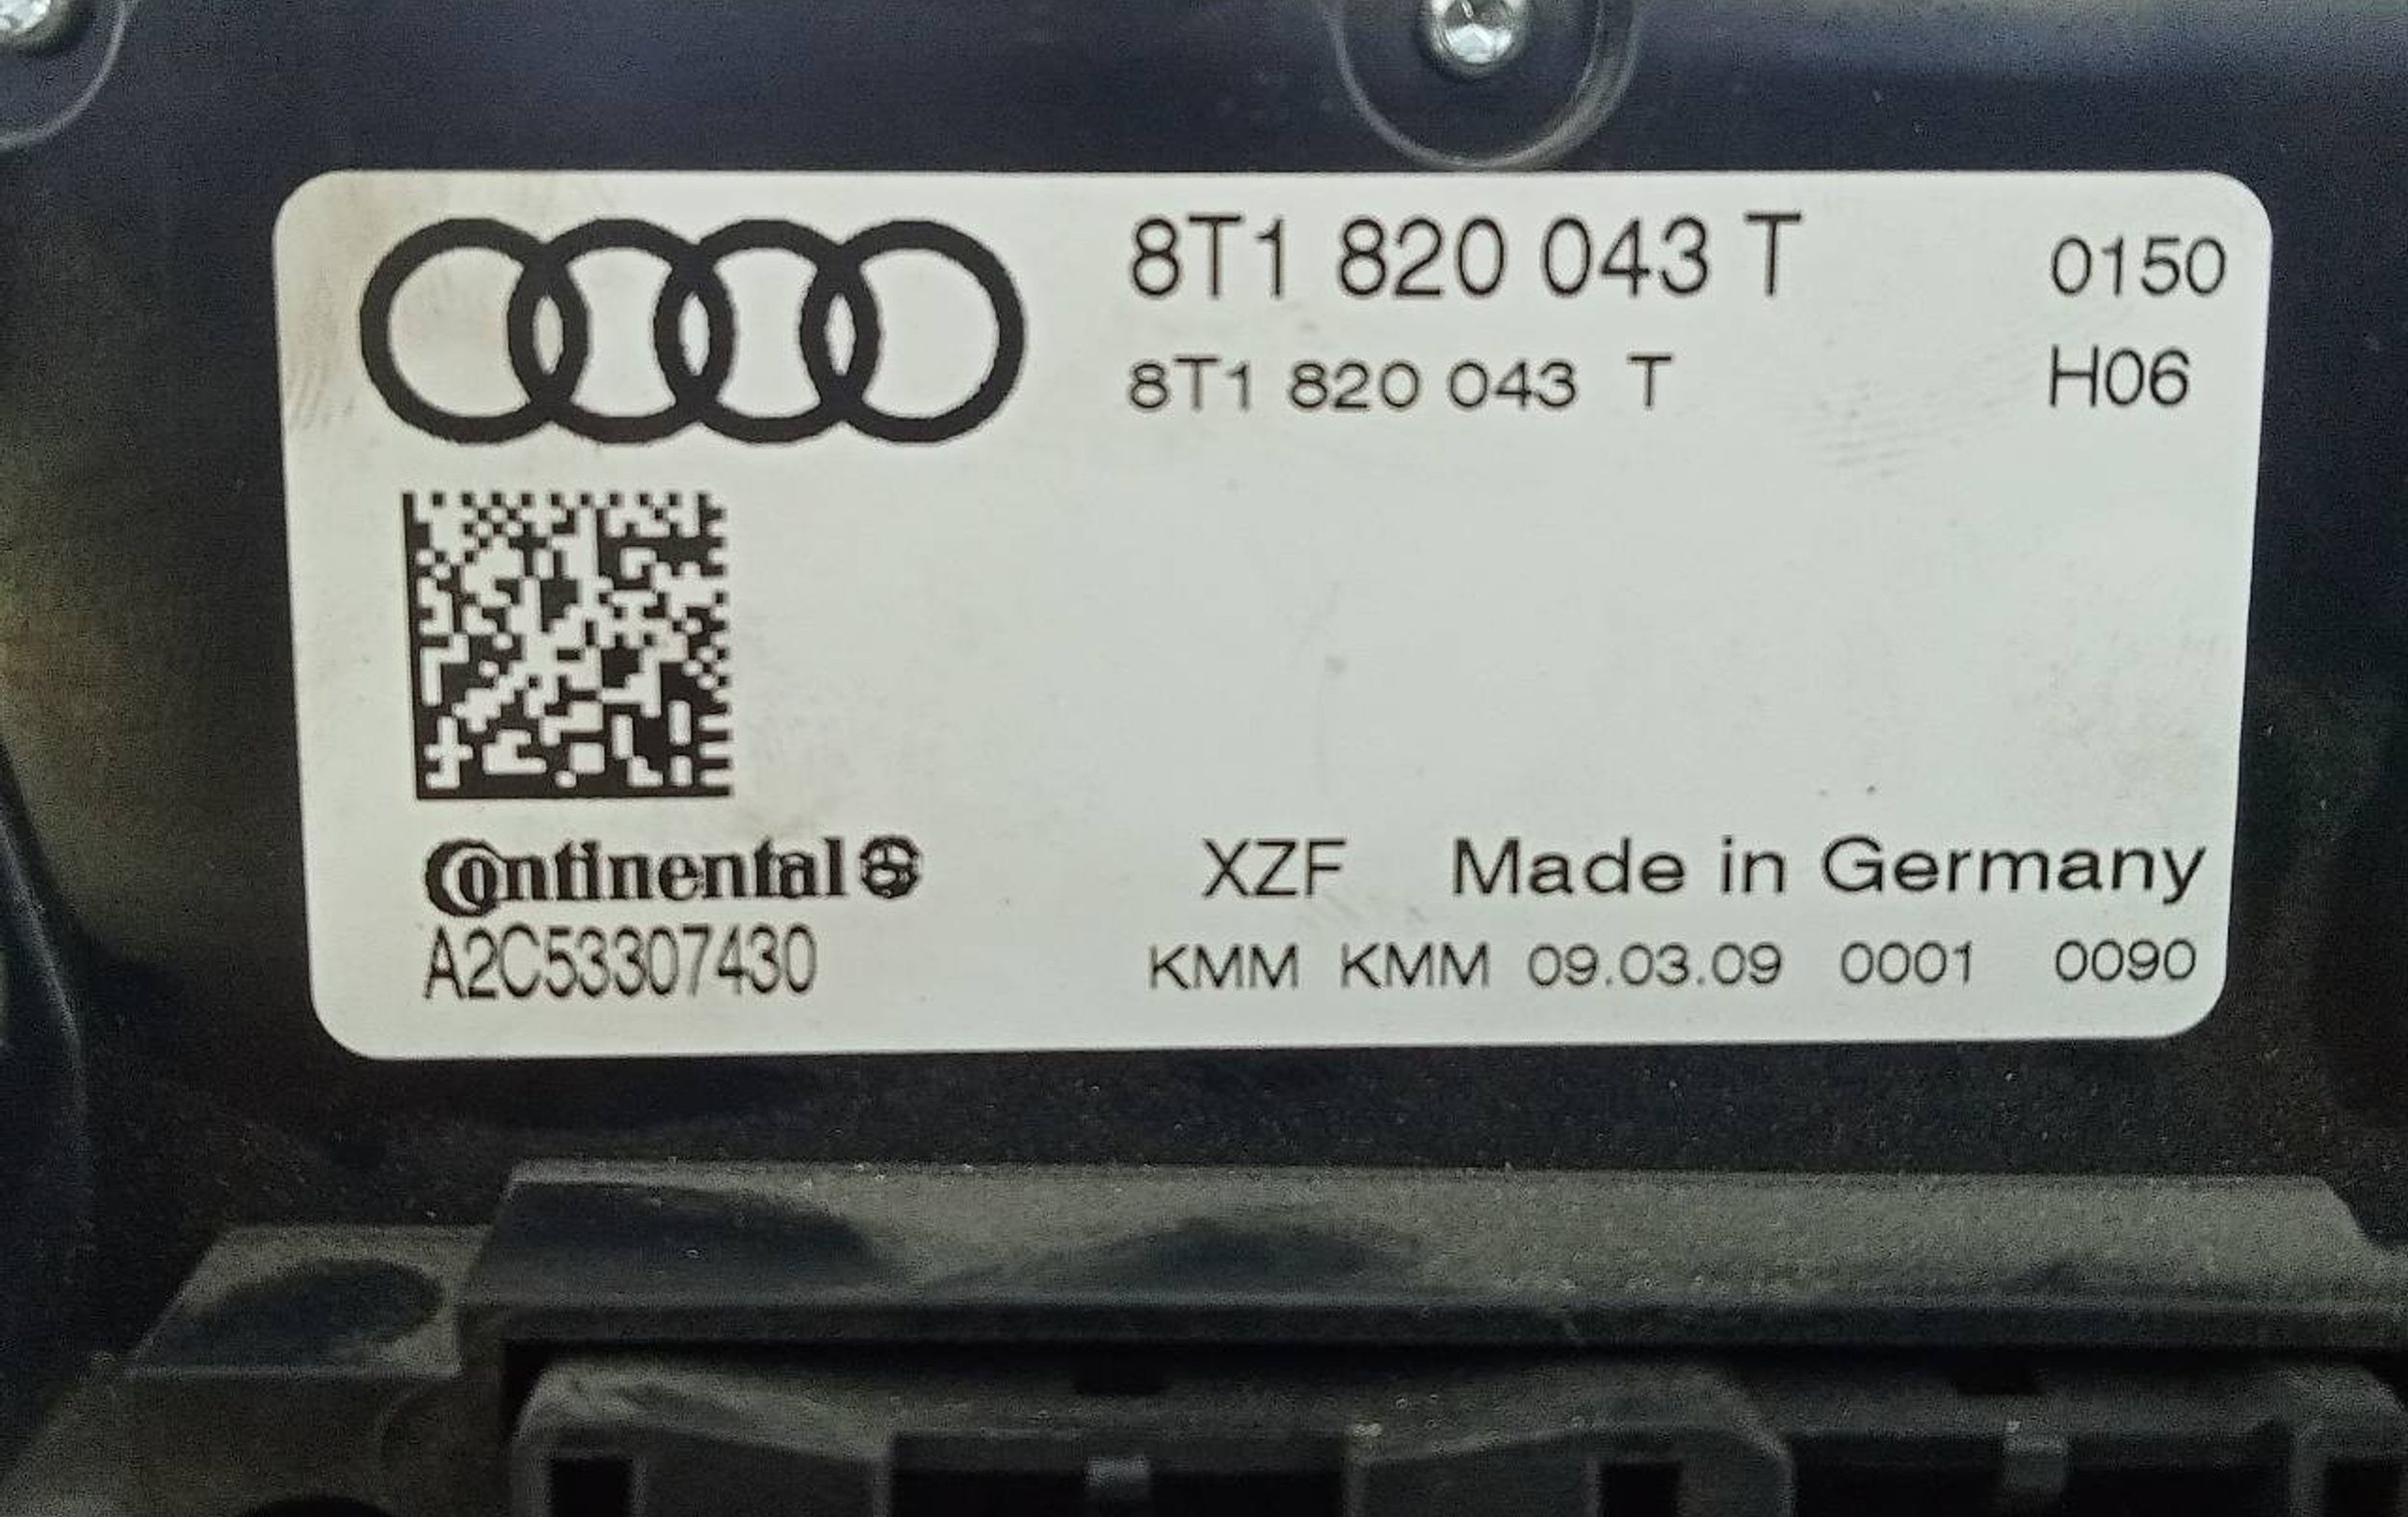 8T1 820 043 T 0150
8T1 820 043 T H06
Continental
A2C53307430
XZF Made in Germany
KMM KMM 09.03.09 0001 0090